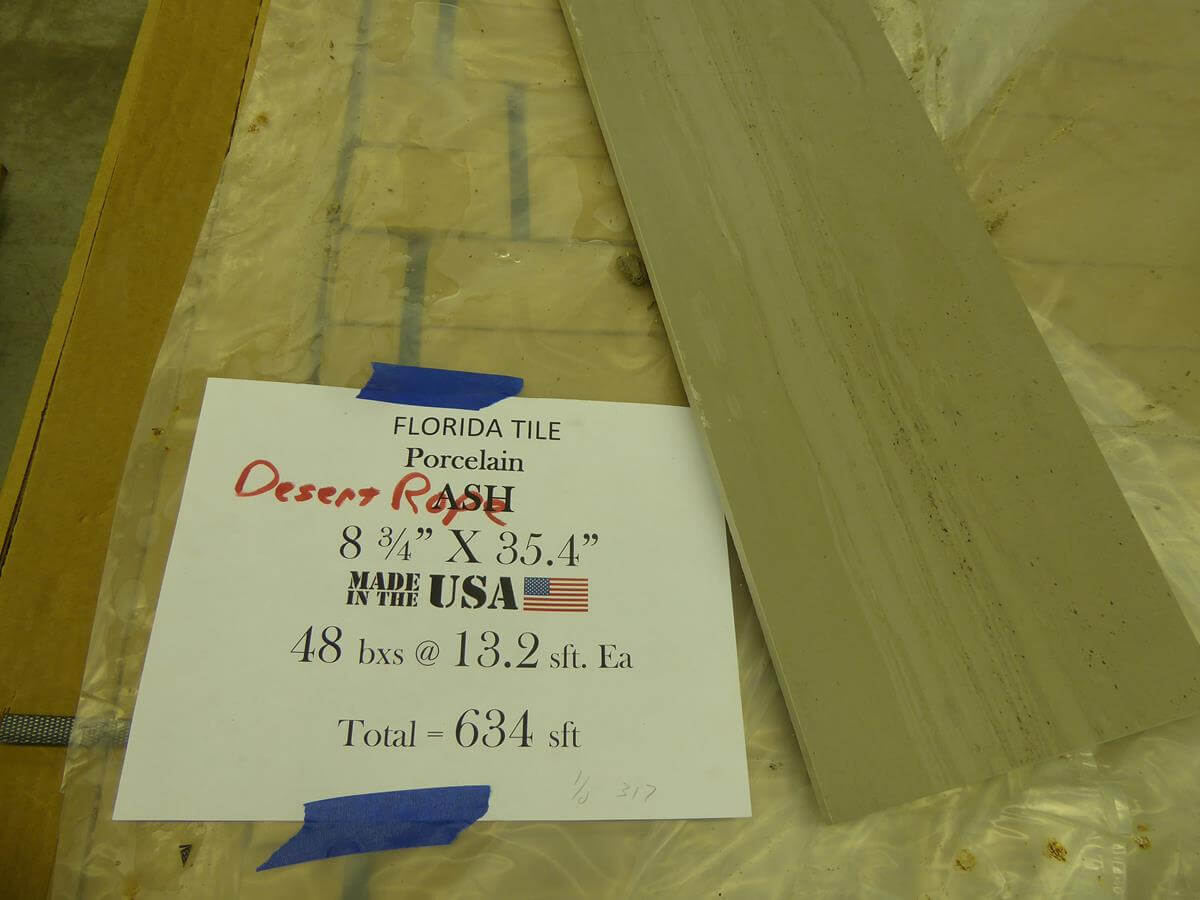 FLORIDA TILE
Porcelain
Desert Rope ASH
8 ¾” X 35.4”
MADE IN THE USA
48 bxs @ 13.2 sft. Ea
Total = 634 sft
317